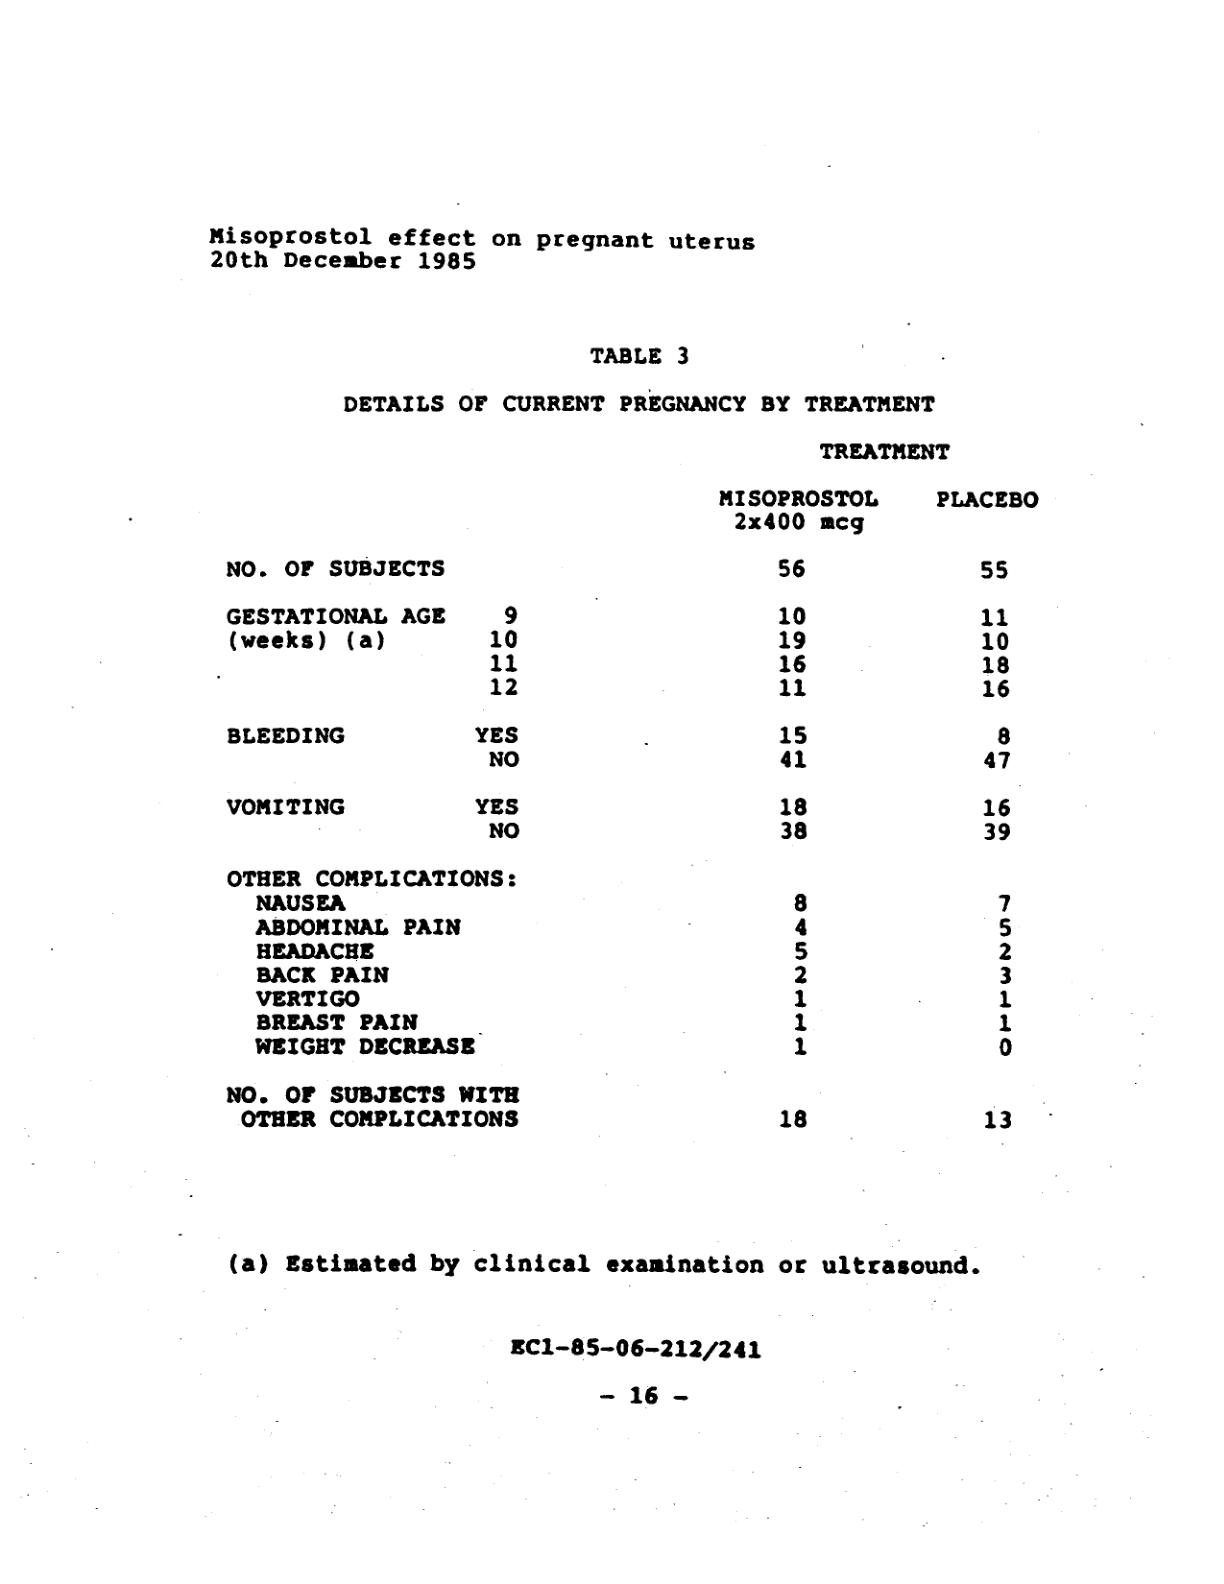 Misoprostol effect on pregnant uterus
20th December 1985
TABLE 3
DETAILS OF CURRENT PREGNANCY BY TREATMENT
TREATMENT
MISOPROSTOL PLACEBO
2x400 mcg
NO. OF SUBJECTS 56 55
GESTATIONAL AGE 9 10 11
(weeks) (a) 10 19 10
11 16 18
12 11 16
BLEEDING YES 15 8
NO 41 47
VOMITING YES 18 16
NO 38 39
OTHER COMPLICATIONS:
NAUSEA 8 7
ABDOMINAL PAIN 4 5
HEADACHE 5 2
BACK PAIN 2 3
VERTIGO 1 1
BREAST PAIN 1 1
WEIGHT DECREASE 1 0
NO. OF SUBJECTS WITH
OTHER COMPLICATIONS 18 13
(a) Estimated by clinical examination or ultrasound.
EC1-85-06-212/241
- 16 -